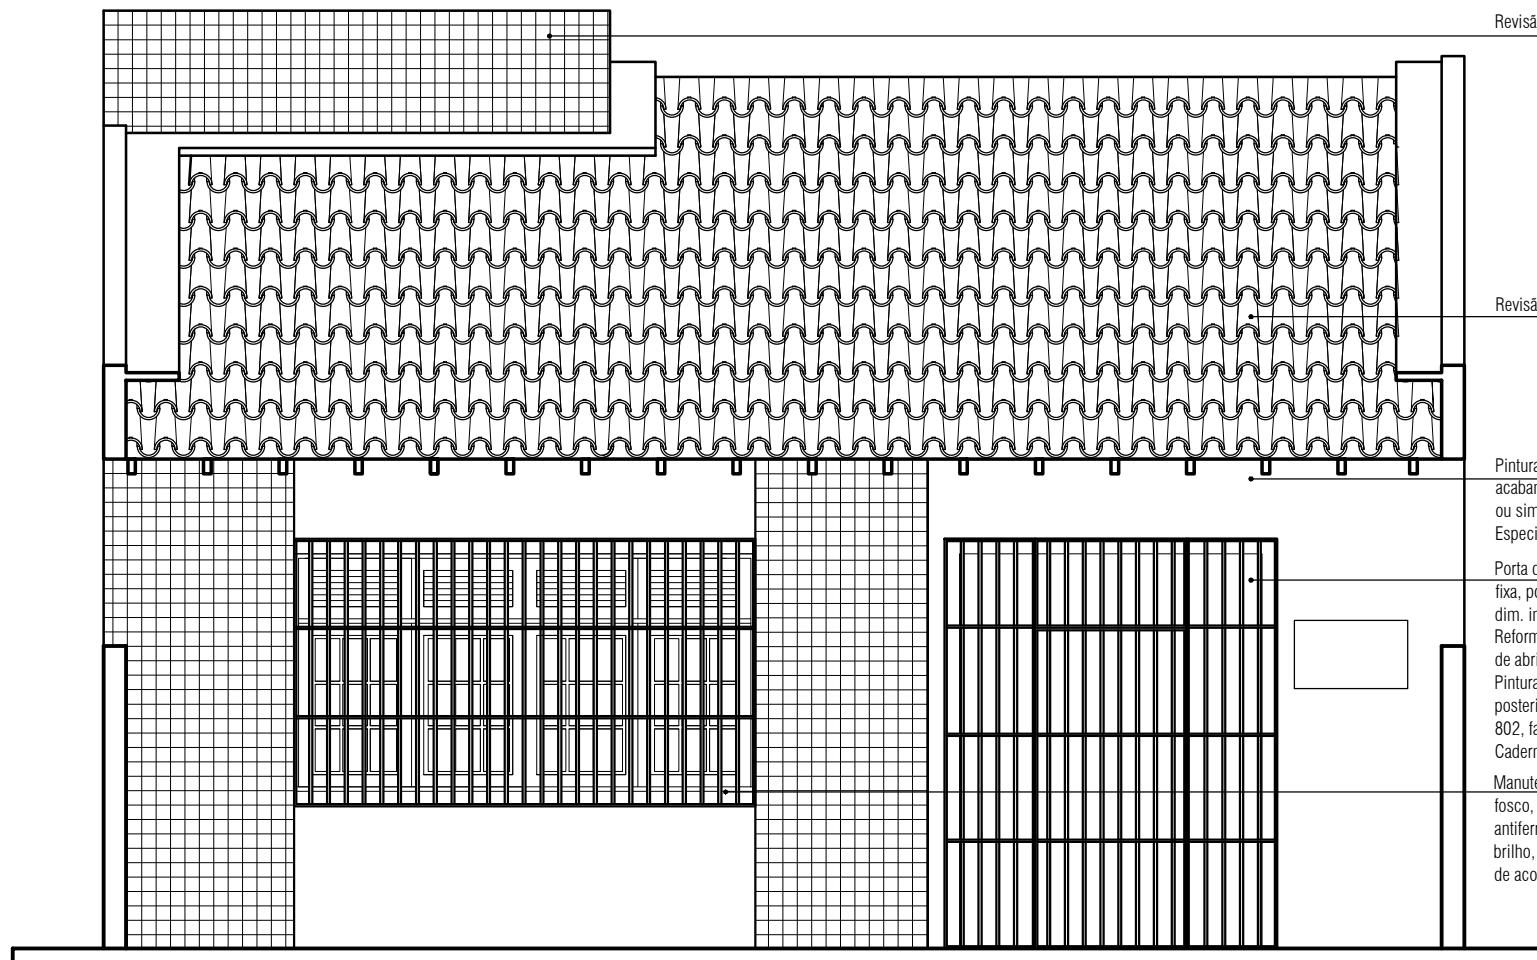 Revisã
Revisã
Pintura
acabar
ou sim
Especi
Porta d
fixa, po
dim. in
Reform
de abri
Pintura
posteri
802, fa
Cadern
Manute
fosco,
antiferr
brilho,
de aco